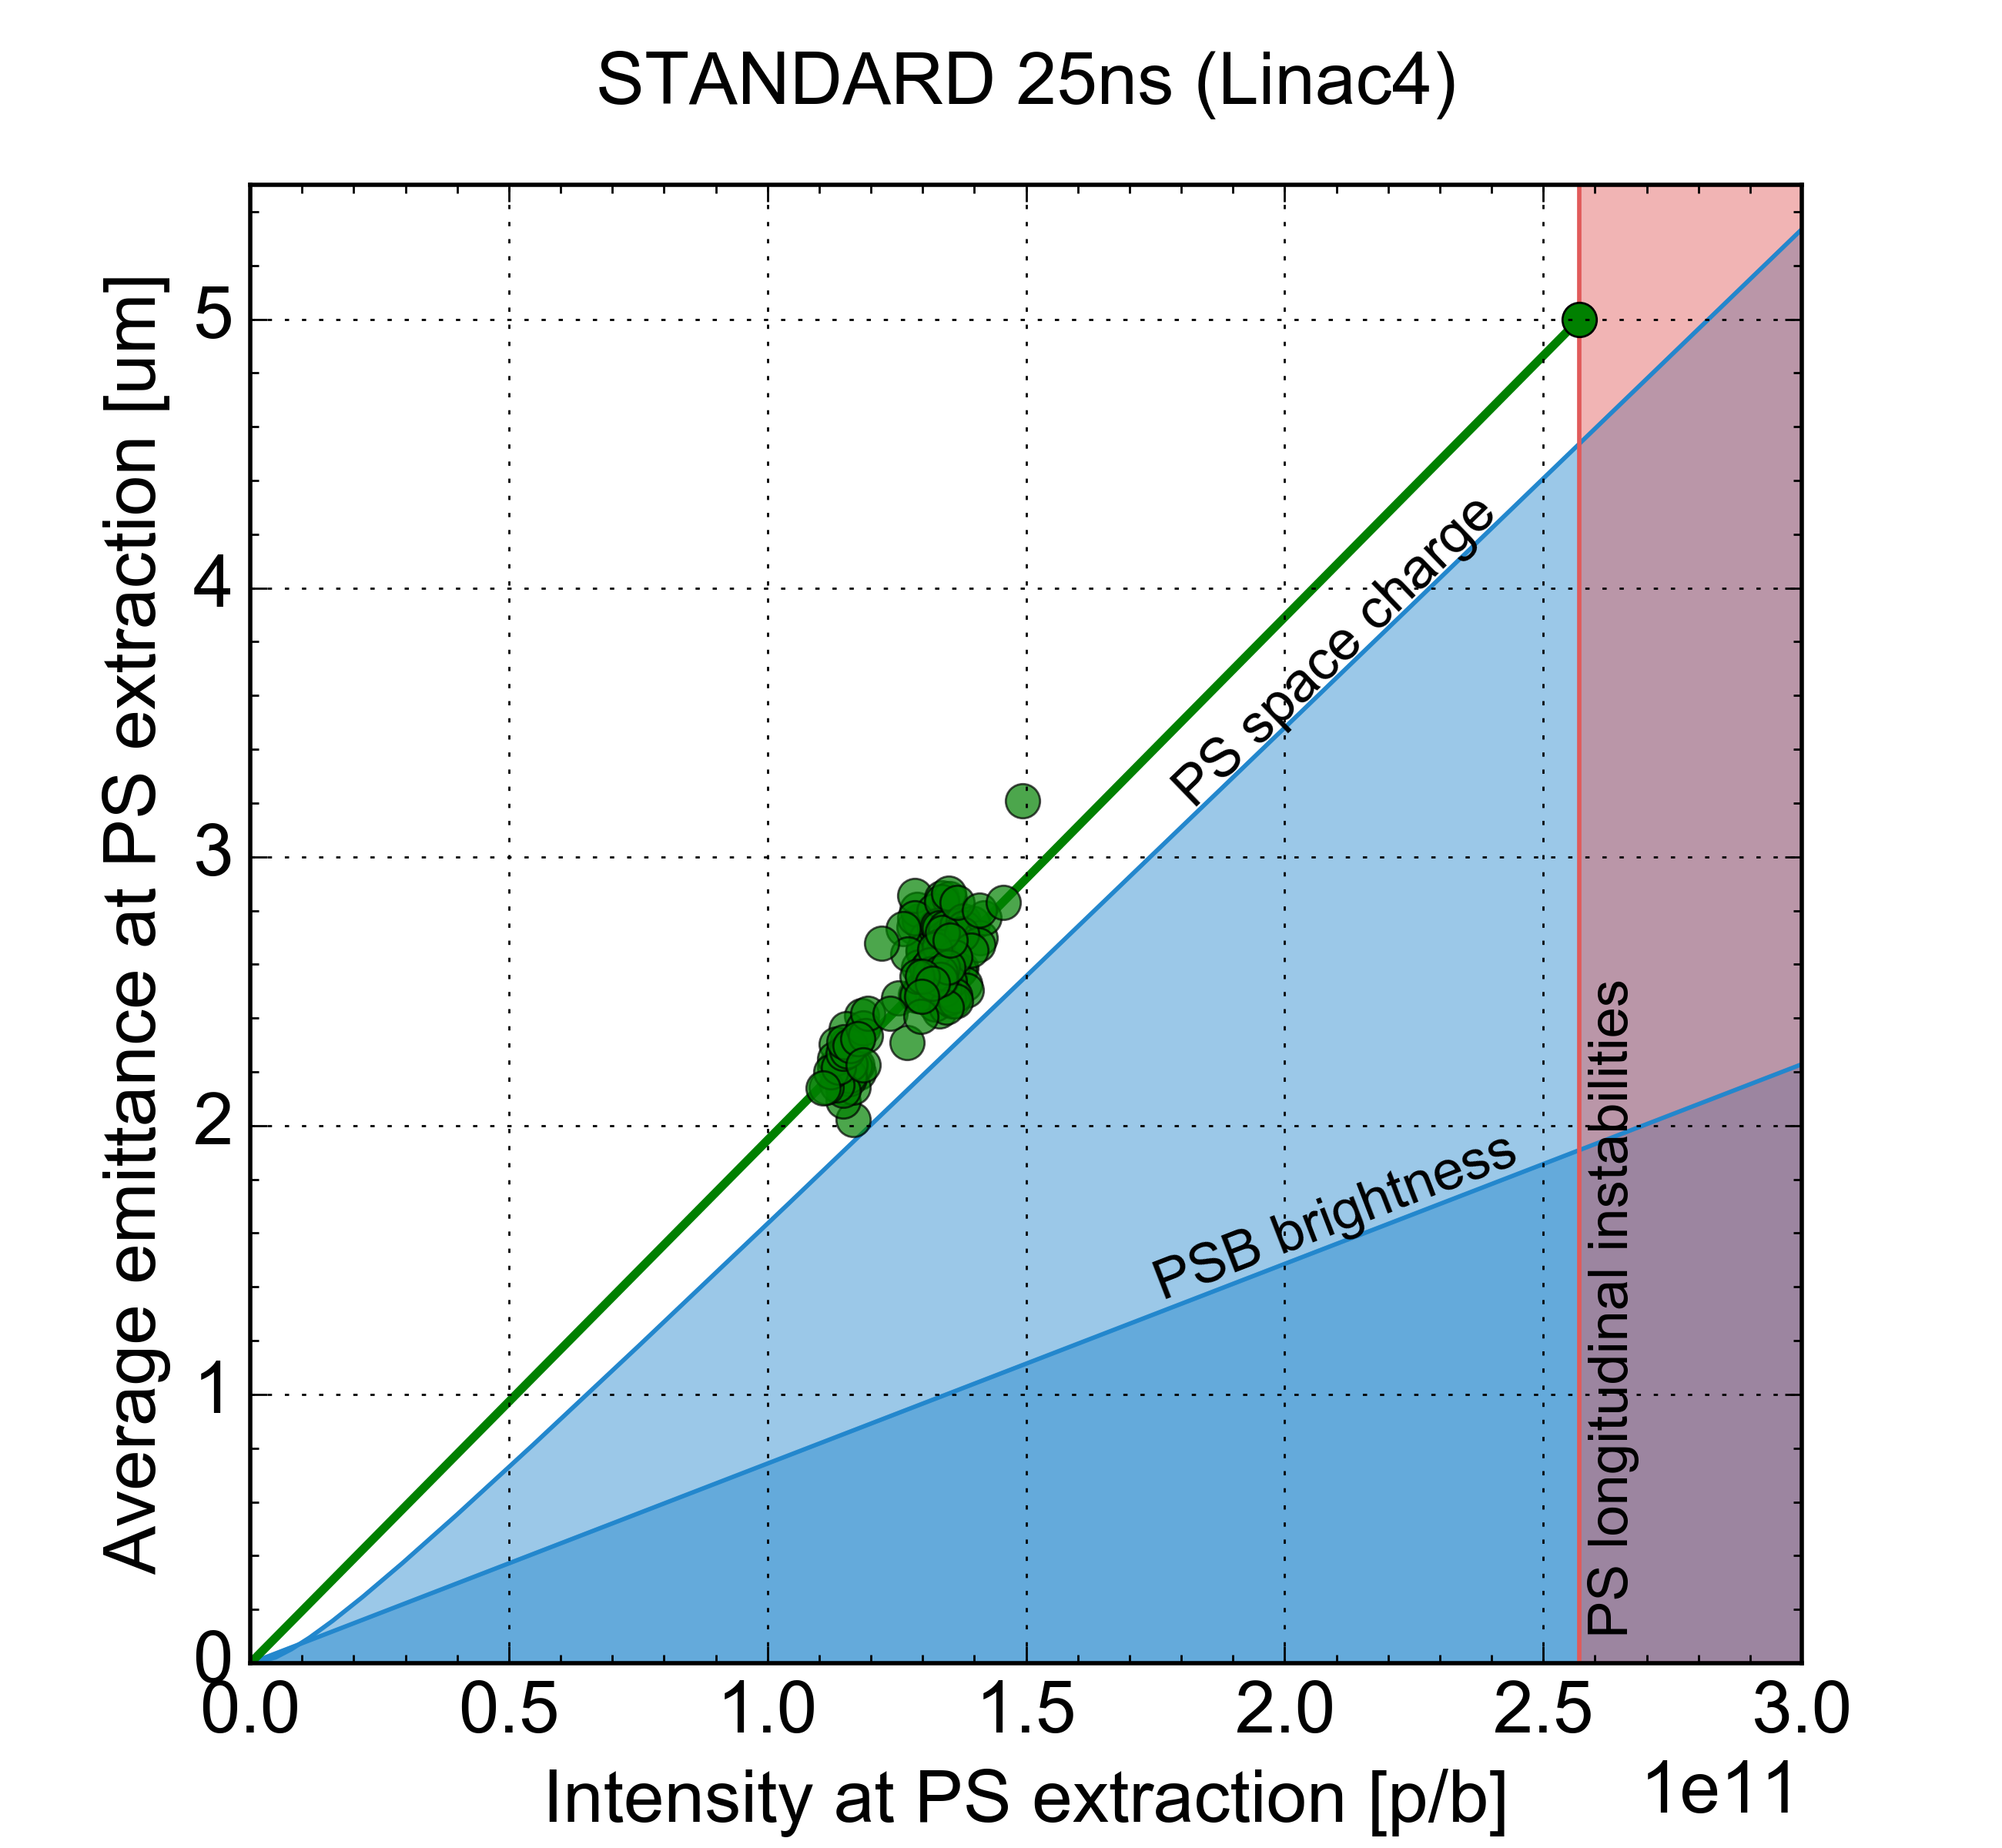 STANDARD 25ns (Linac4)
Average emittance at PS extraction [um]
5
4
3
2
1
0
PS space charge
PSB brightness
PS longitudinal instabilities
0.0 0.5 1.0 1.5 2.0 2.5 3.0
Intensity at PS extraction [p/b]
1e11